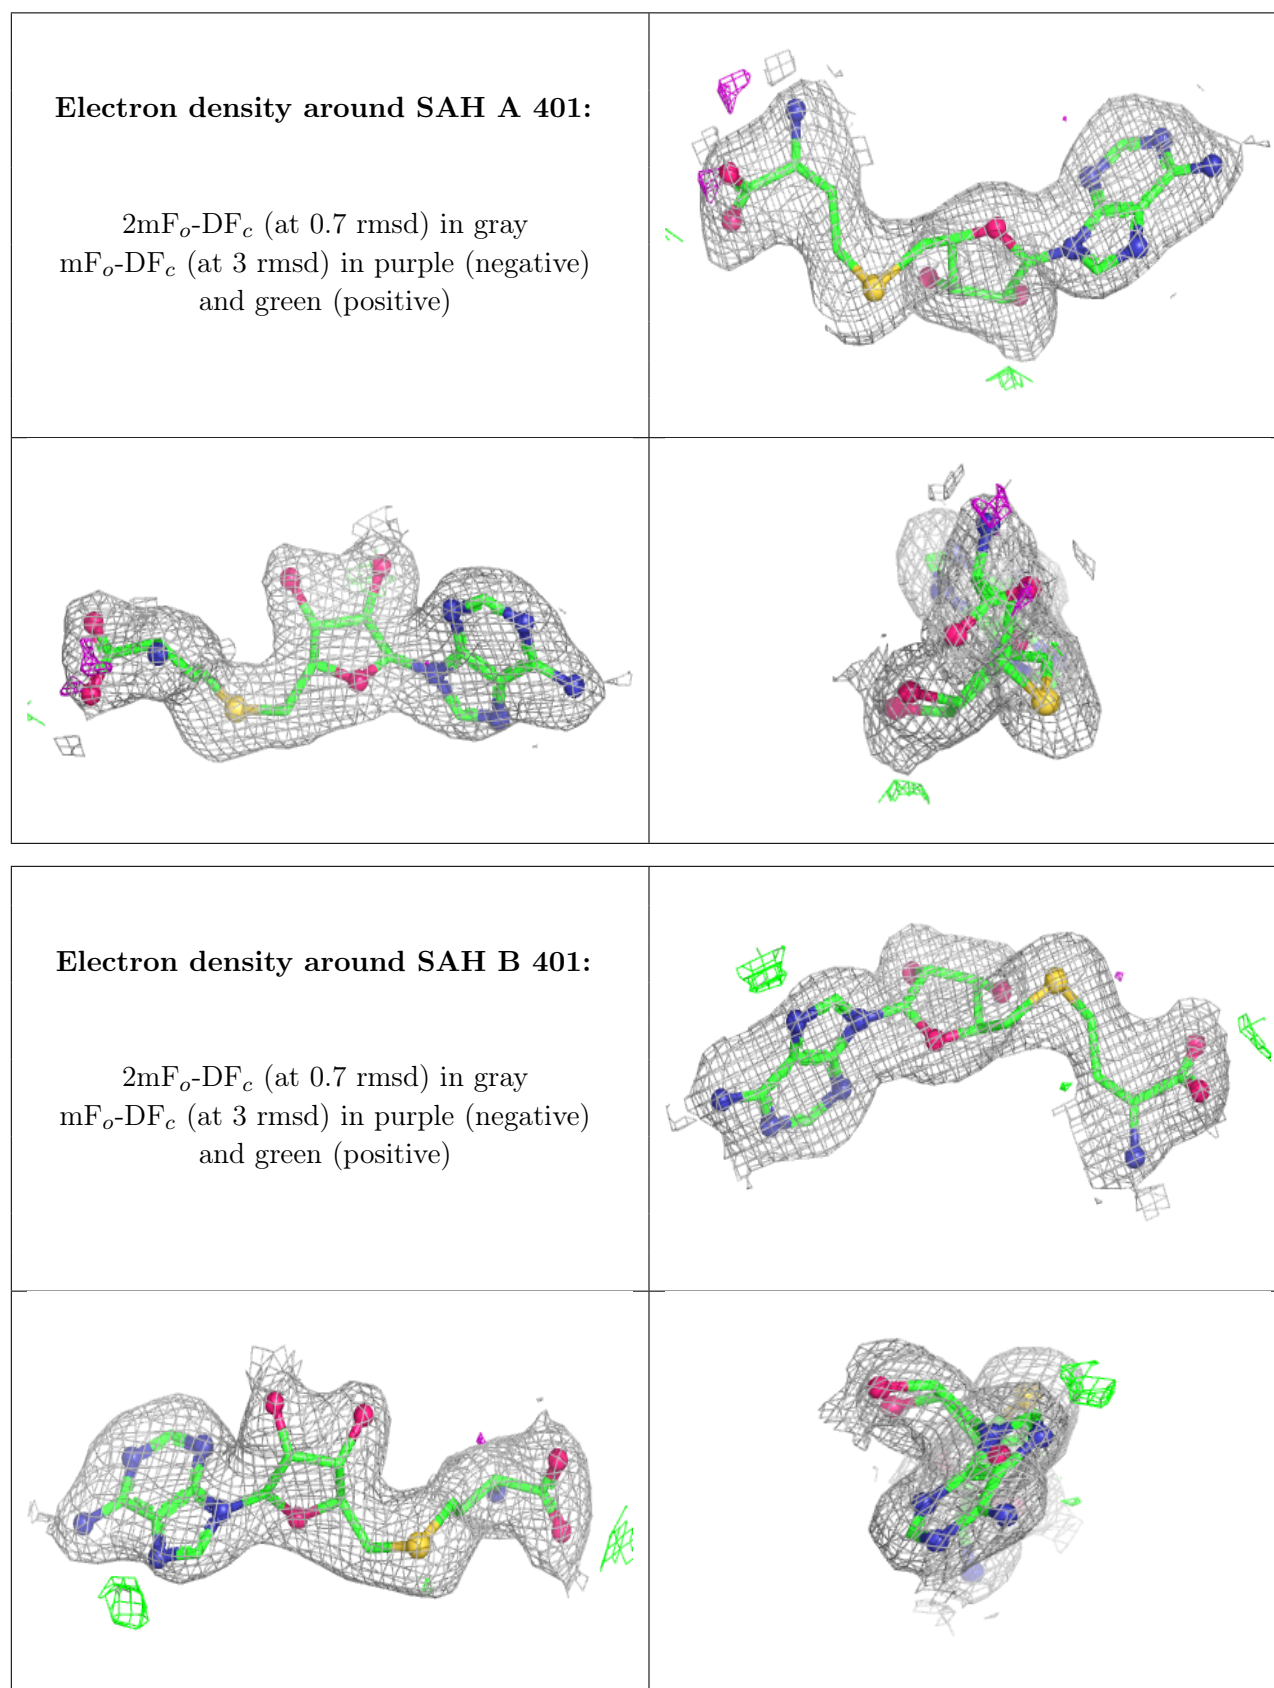 Electron density around SAH A 401:
2mFo-DFc (at 0.7 rmsd) in gray
mFo-DFc (at 3 rmsd) in purple (negative)
and green (positive)
Electron density around SAH B 401:
2mFo-DFc (at 0.7 rmsd) in gray
mFo-DFc (at 3 rmsd) in purple (negative)
and green (positive)